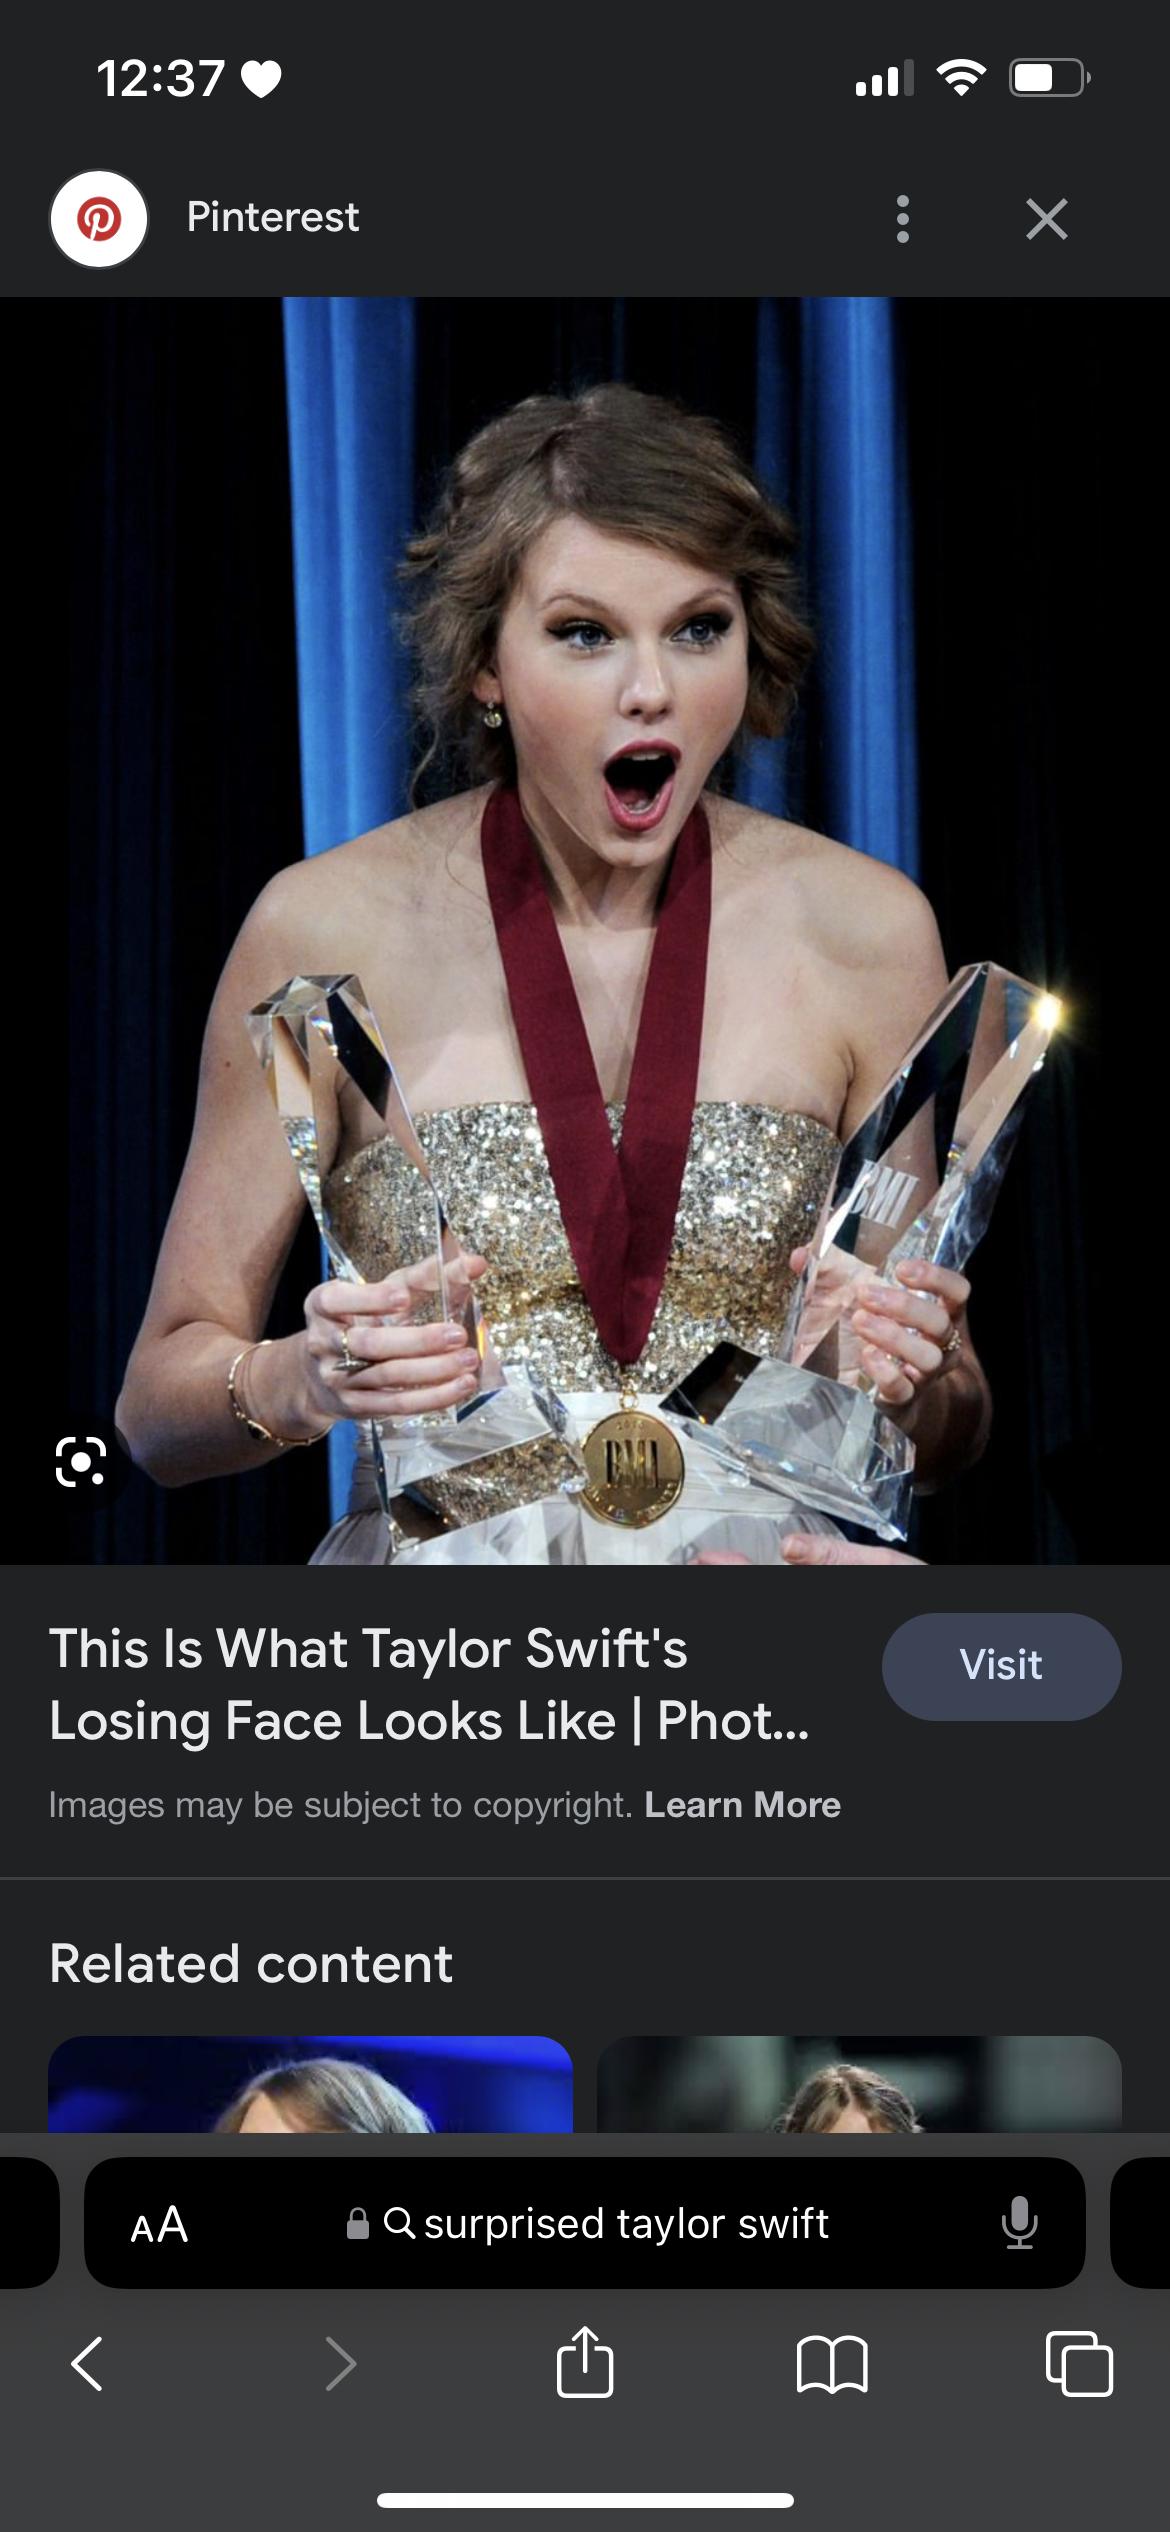 12:37
Pinterest
BMI
2010
BMI
This Is What Taylor Swift's
Losing Face Looks Like | Phot...
Visit
Images may be subject to copyright. Learn More
Related content
AA
surprised taylor swift